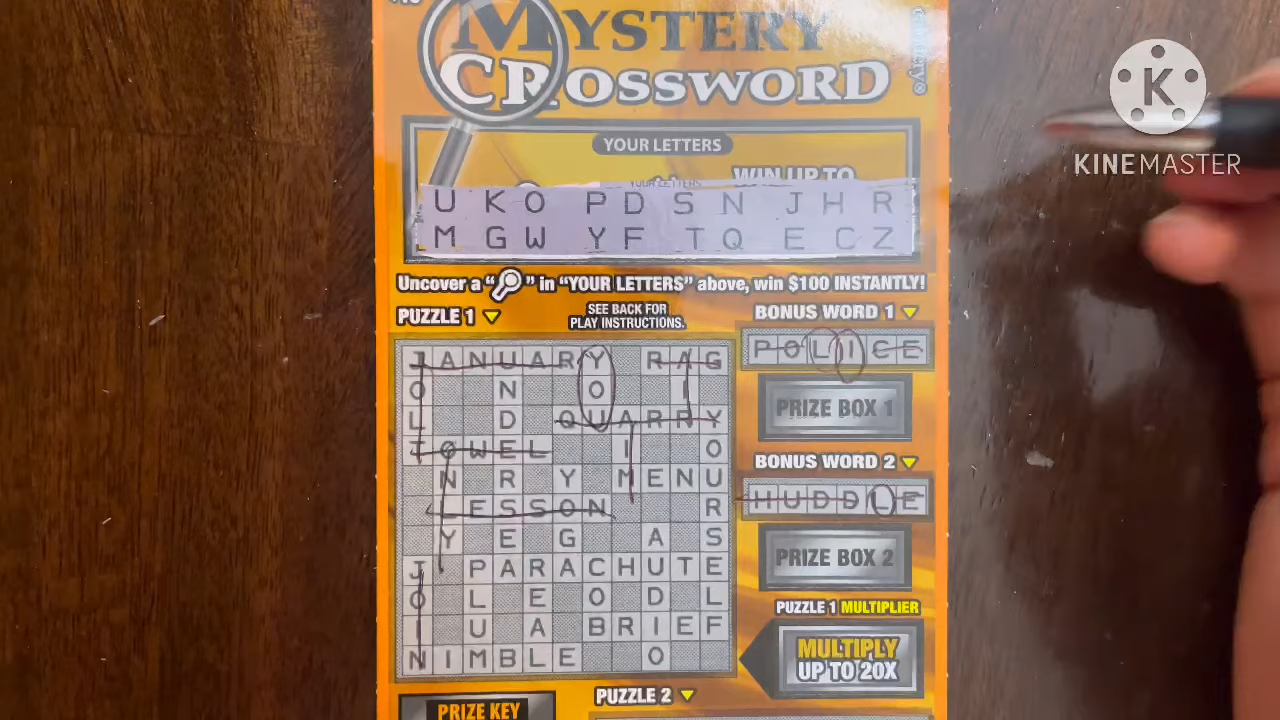 MYSTERY
CROSSWORD
YOUR LETTERS
WIN UP TO
YOUR LETTERS
U K O P D S N J H R
M G W Y F T Q E C Z
KINEMASTER
Uncover a “ ” in “YOUR LETTERS” above, win $100 INSTANTLY!
PUZZLE 1
SEE BACK FOR
PLAY INSTRUCTIONS.
JANUARY RAG
O N O I
L D QUARRY
TOWEL I O
N R Y MENU
LESSON R
Y E G A S
J PARACHUTE
O L E O D L
I U A BRIEF
NIMBLE O
BONUS WORD 1
POLICE
PRIZE BOX 1
BONUS WORD 2
HUDDLE
PRIZE BOX 2
PUZZLE 1 MULTIPLIER
MULTIPLY
UP TO 20X
PRIZE KEY
PUZZLE 2